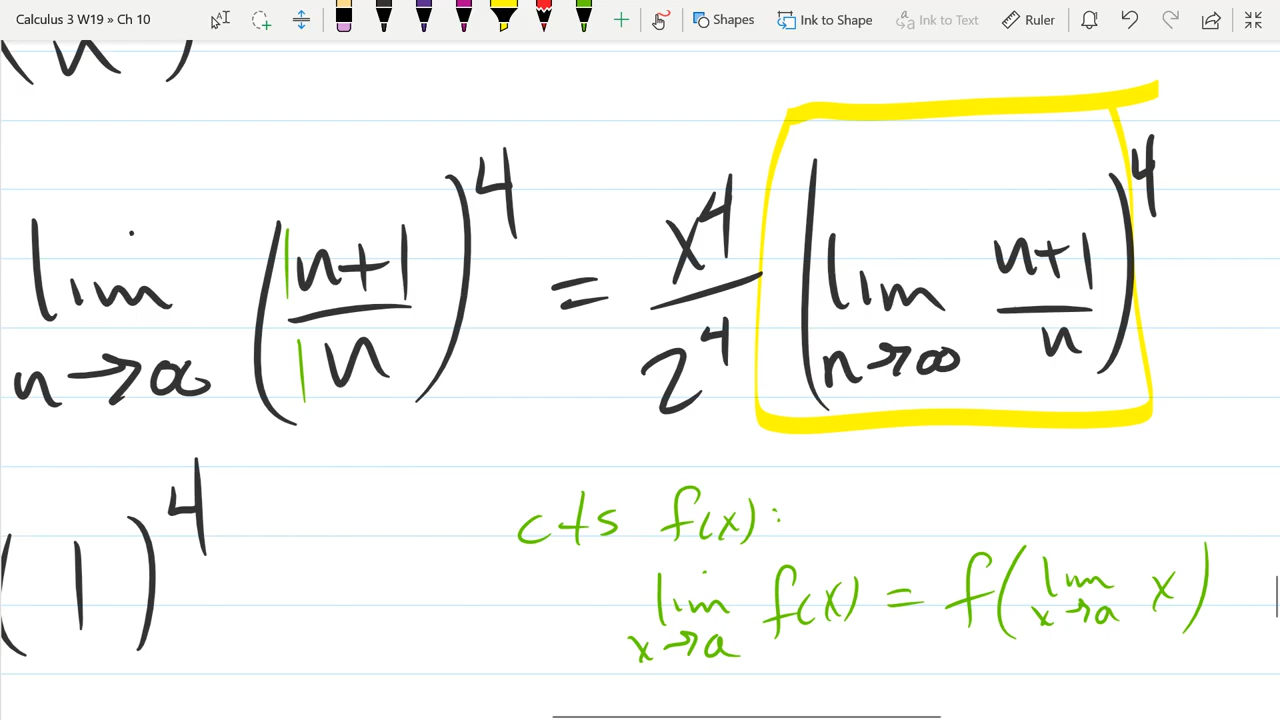 Calculus 3 W19 » Ch 10
Shapes
Ink to Shape
Ink to Text
Ruler
(n )
lim n→∞ (n+1/n)^4 = x^4/2^4 (lim n→∞ n+1/n)^4
(1)^4
cts f(x):
lim x→a f(x) = f(lim x→a x)